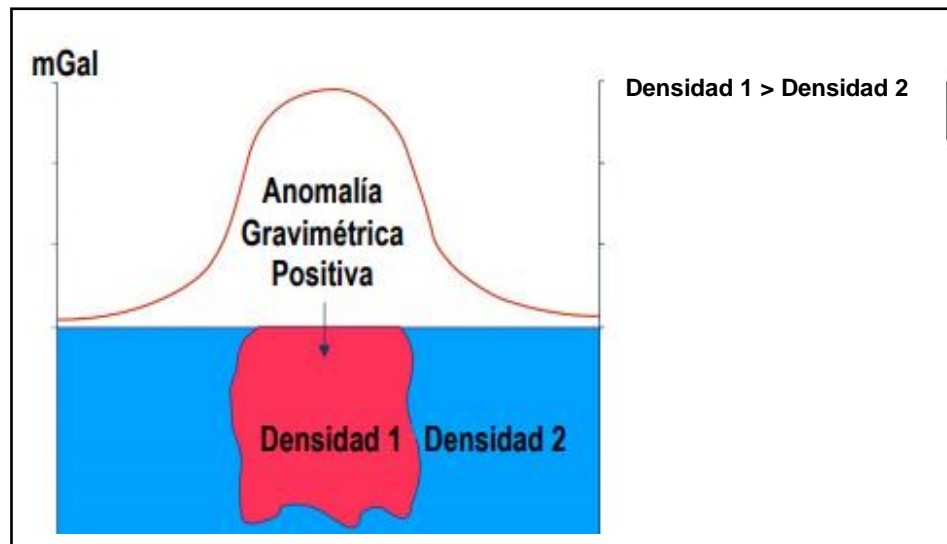 mGal
Densidad 1 > Densidad 2
Anomalía
Gravimétrica
Positiva
Densidad 1 Densidad 2